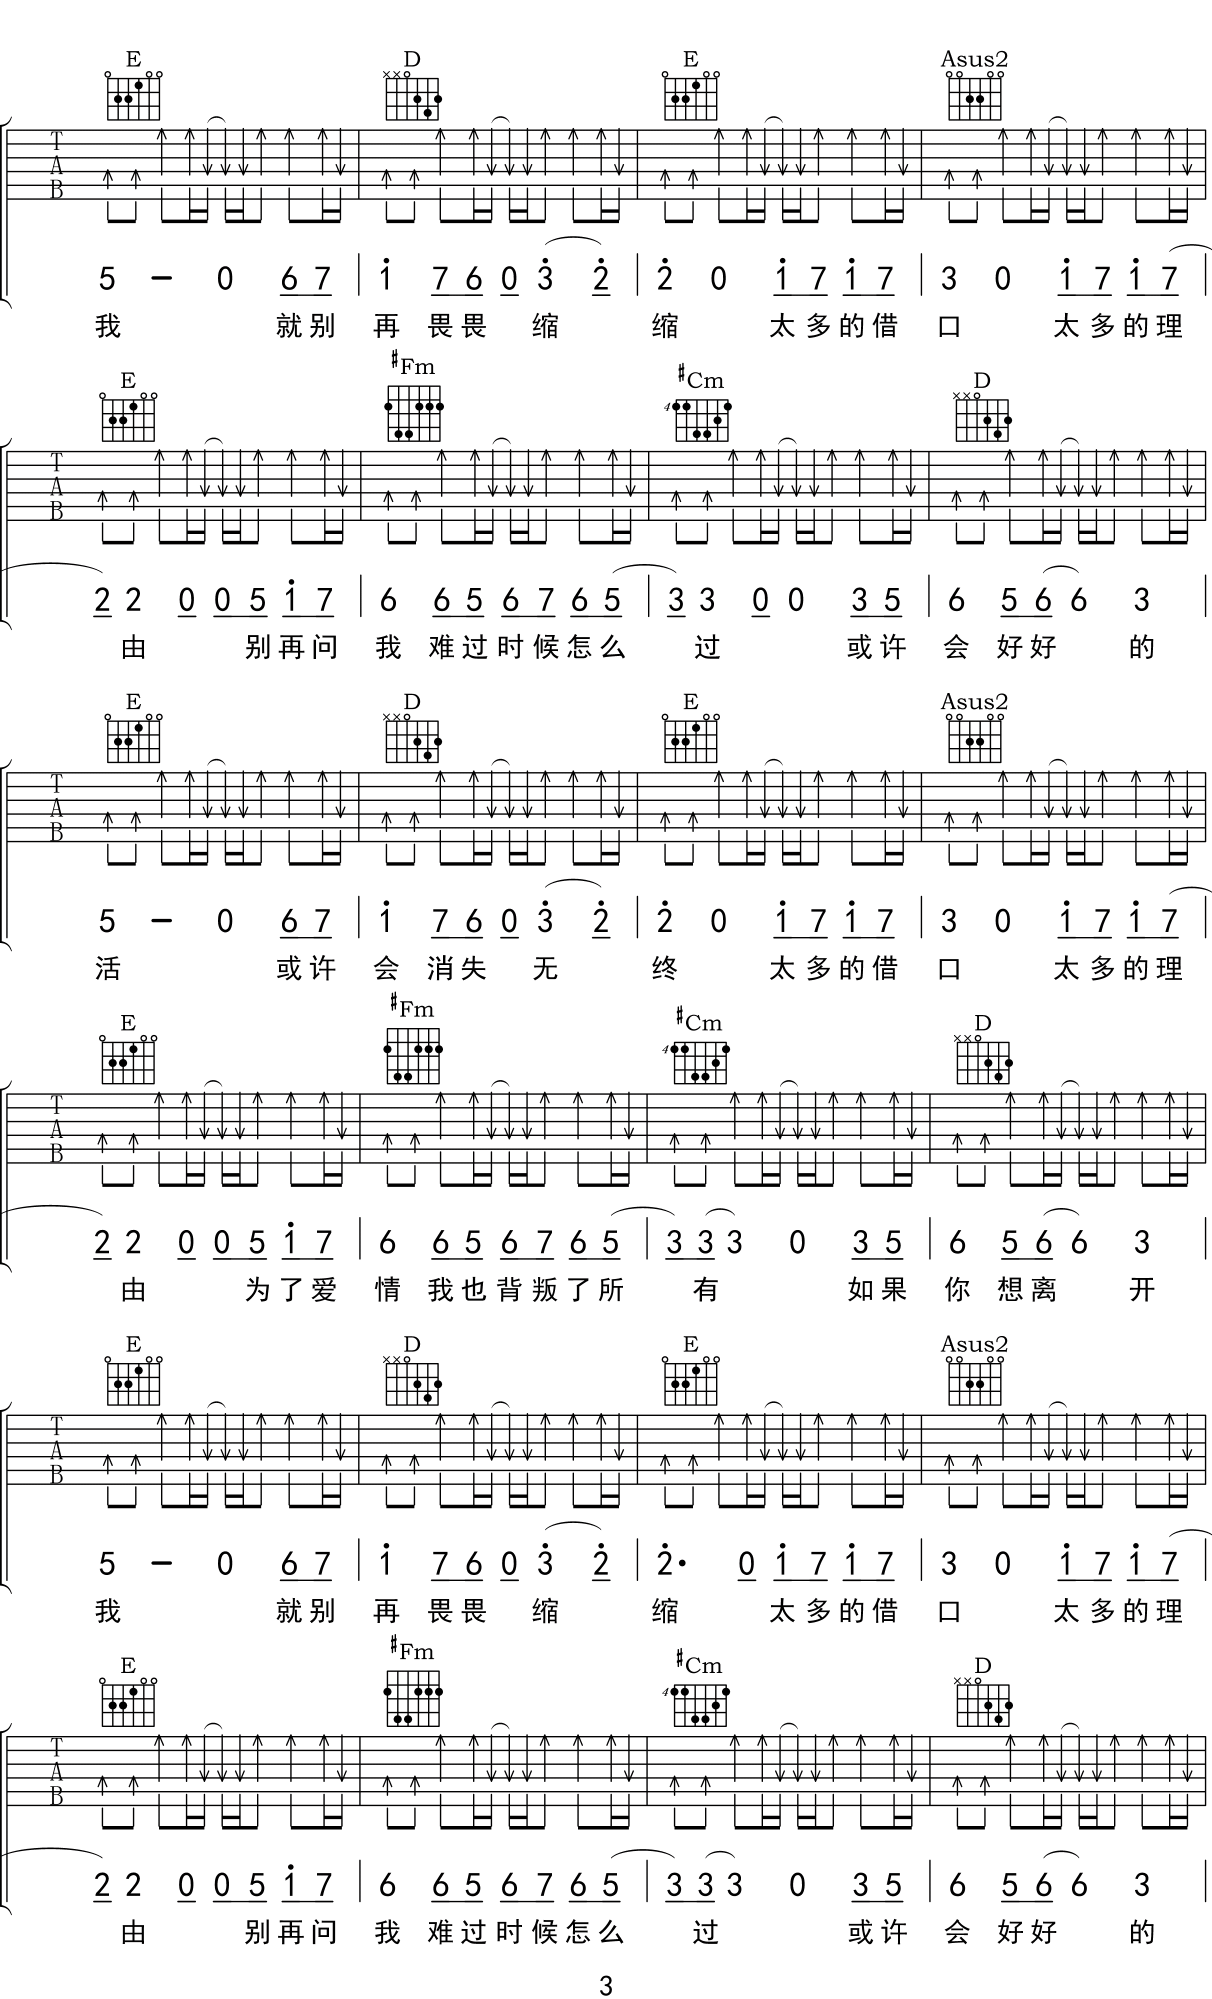 E D E Asus2
T
A
B
5 – 0 6 7 1 7 6 0 3 2 2 0 1 7 1 7 3 0 1 7 1 7
我 就别 再 畏畏 缩 缩 太多的借 口 太多的理
E #Fm #Cm D
4
T
A
B
2 2 0 0 5 1 7 6 6 5 6 7 6 5 3 3 0 0 3 5 6 5 6 6 3
由 别再问 我 难过时候怎么 过 或许 会 好好 的
E D E Asus2
T
A
B
5 – 0 6 7 1 7 6 0 3 2 2 0 1 7 1 7 3 0 1 7 1 7
活 或许 会 消失 无 终 太多的借 口 太多的理
E #Fm #Cm D
4
T
A
B
2 2 0 0 5 1 7 6 6 5 6 7 6 5 3 3 3 0 3 5 6 5 6 6 3
由 为了爱 情 我也背叛了所 有 如果 你 想离 开
E D E Asus2
T
A
B
5 – 0 6 7 1 7 6 0 3 2 2· 0 1 7 1 7 3 0 1 7 1 7
我 就别 再 畏畏 缩 缩 太多的借 口 太多的理
E #Fm #Cm D
4
T
A
B
2 2 0 0 5 1 7 6 6 5 6 7 6 5 3 3 3 0 3 5 6 5 6 6 3
由 别再问 我 难过时候怎么 过 或许 会 好好 的
3